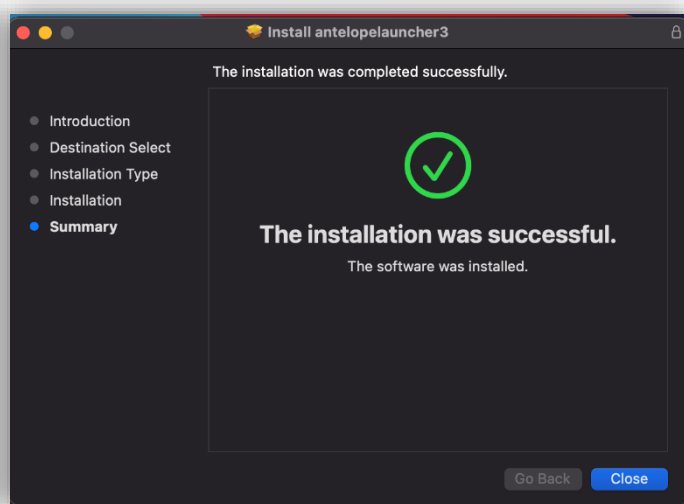 Install antelopelauncher3
The installation was completed successfully.
Introduction
Destination Select
Installation Type
Installation
Summary
The installation was successful.
The software was installed.
Go Back
Close